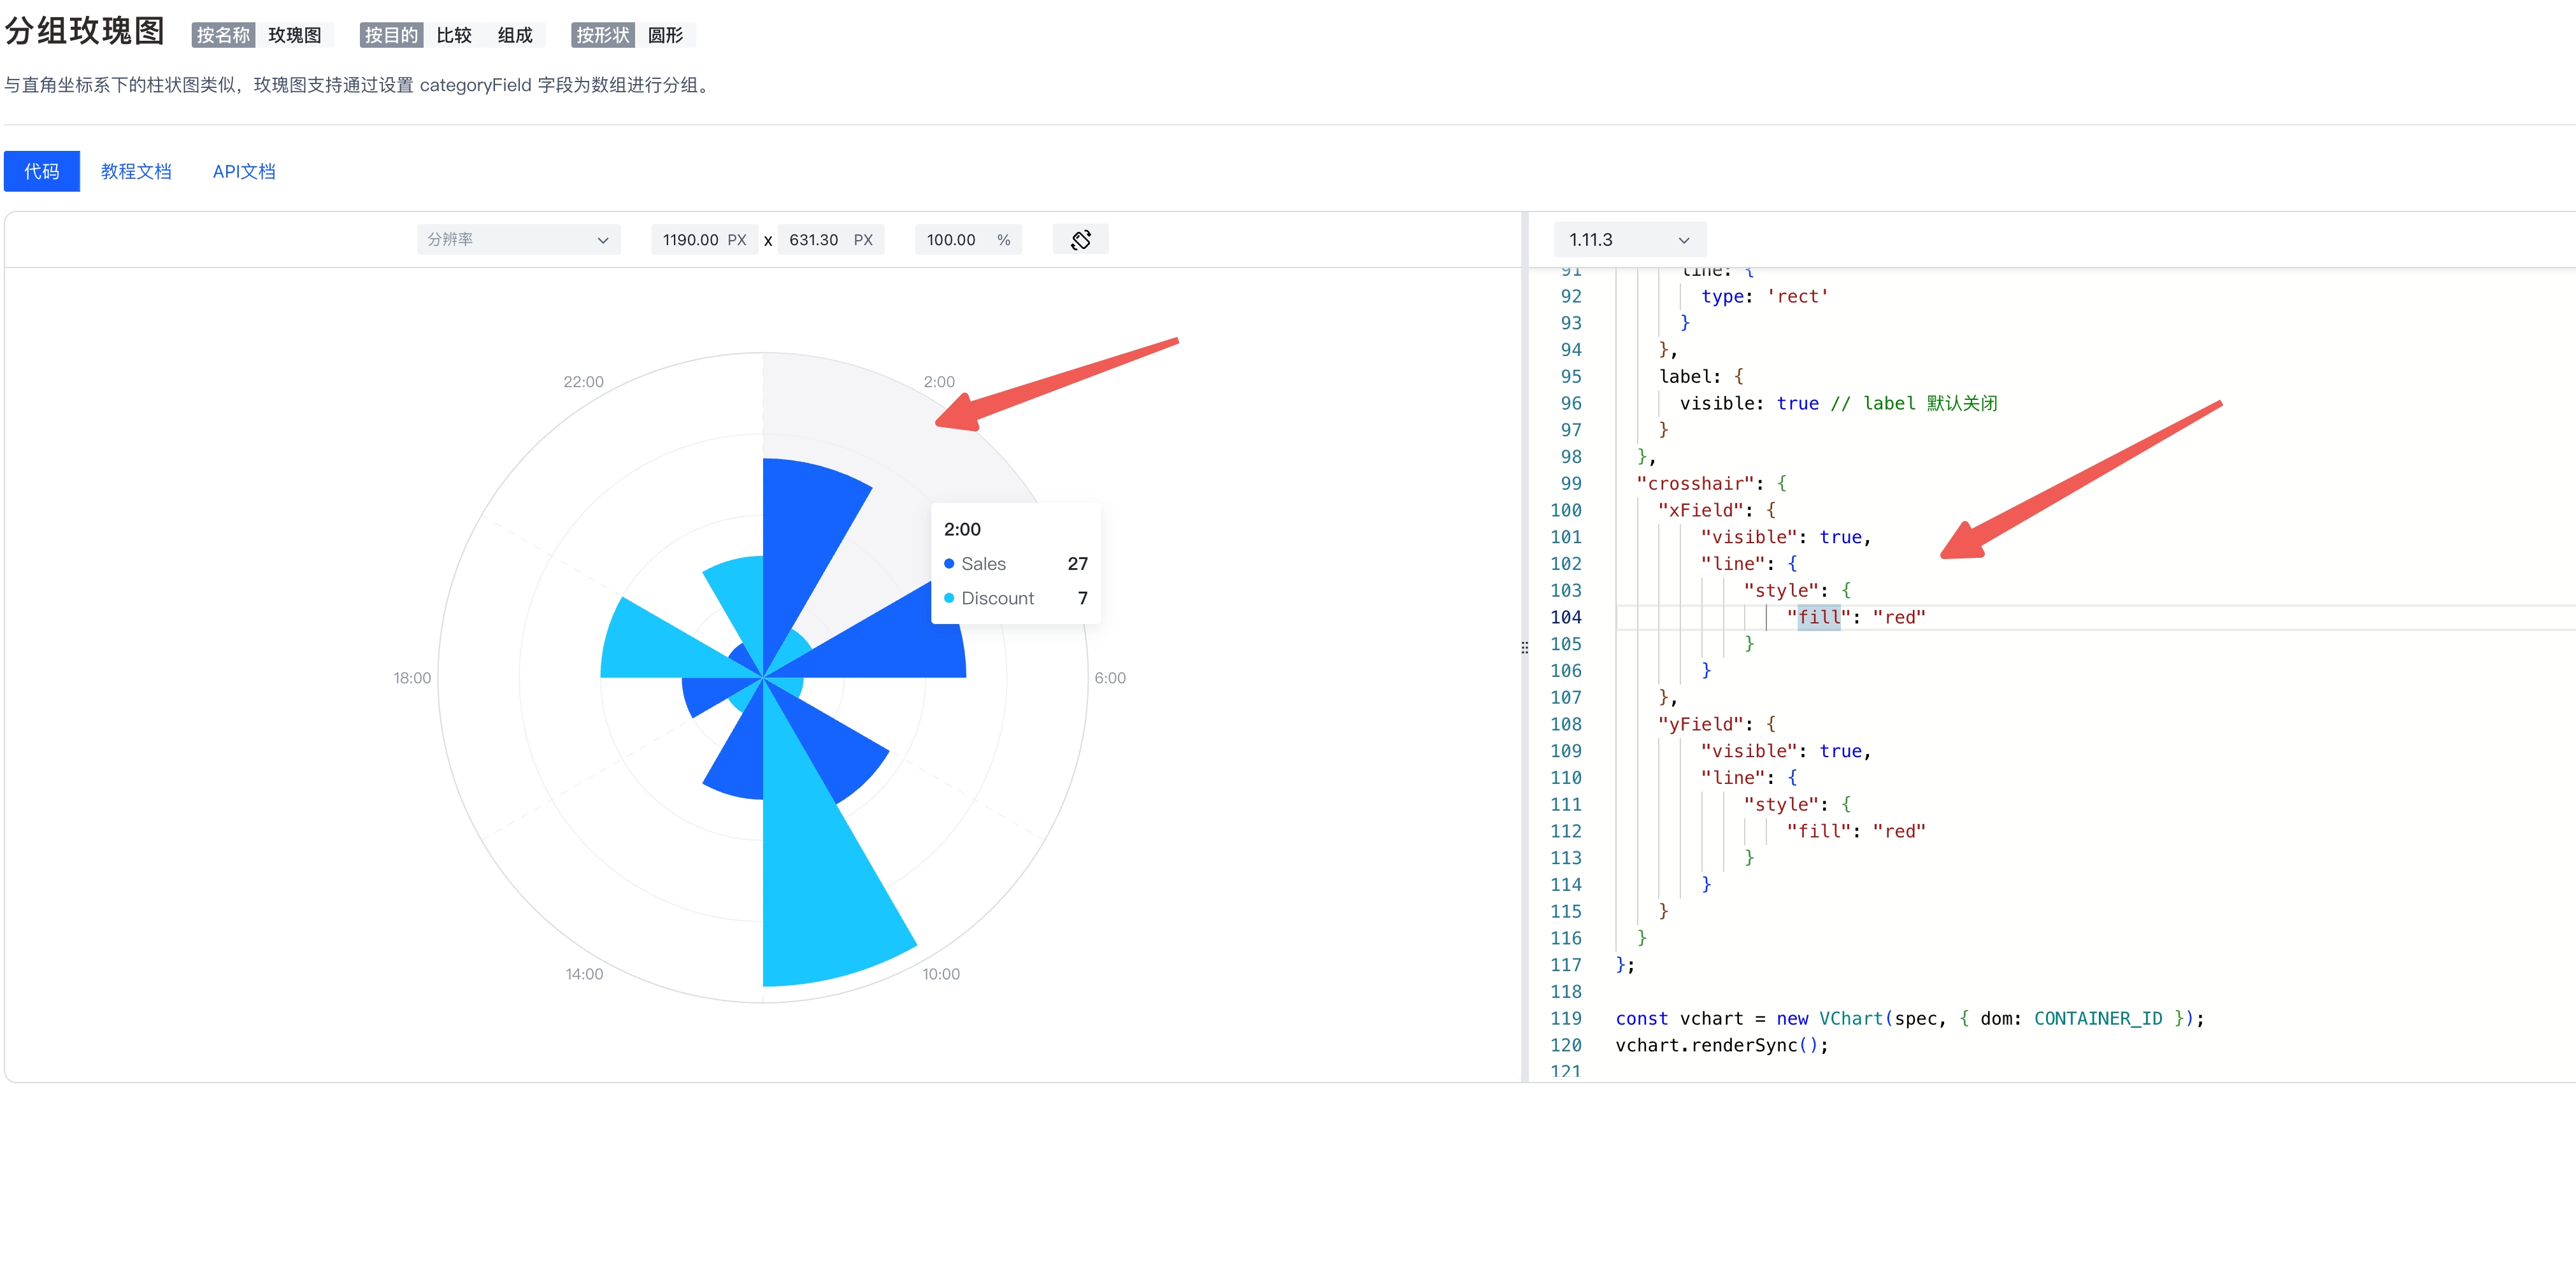 分组玫瑰图 按名称 玫瑰图 按目的 比较 组成 按形状 圆形
与直角坐标系下的柱状图类似，玫瑰图支持通过设置 categoryField 字段为数组进行分组。
代码 教程文档 API文档
分辨率 1190.00 PX x 631.30 PX 100.00 %
22:00
2:00
2:00
Sales 27
Discount 7
18:00
6:00
14:00
10:00
1.11.3
91 line: {
92 type: 'rect'
93 }
94 },
95 label: {
96 visible: true // label 默认关闭
97 }
98 },
99 "crosshair": {
100 "xField": {
101 "visible": true,
102 "line": {
103 "style": {
104 "fill": "red"
105 }
106 }
107 },
108 "yField": {
109 "visible": true,
110 "line": {
111 "style": {
112 "fill": "red"
113 }
114 }
115 }
116 }
117 };
118
119 const vchart = new VChart(spec, { dom: CONTAINER_ID });
120 vchart.renderSync();
121